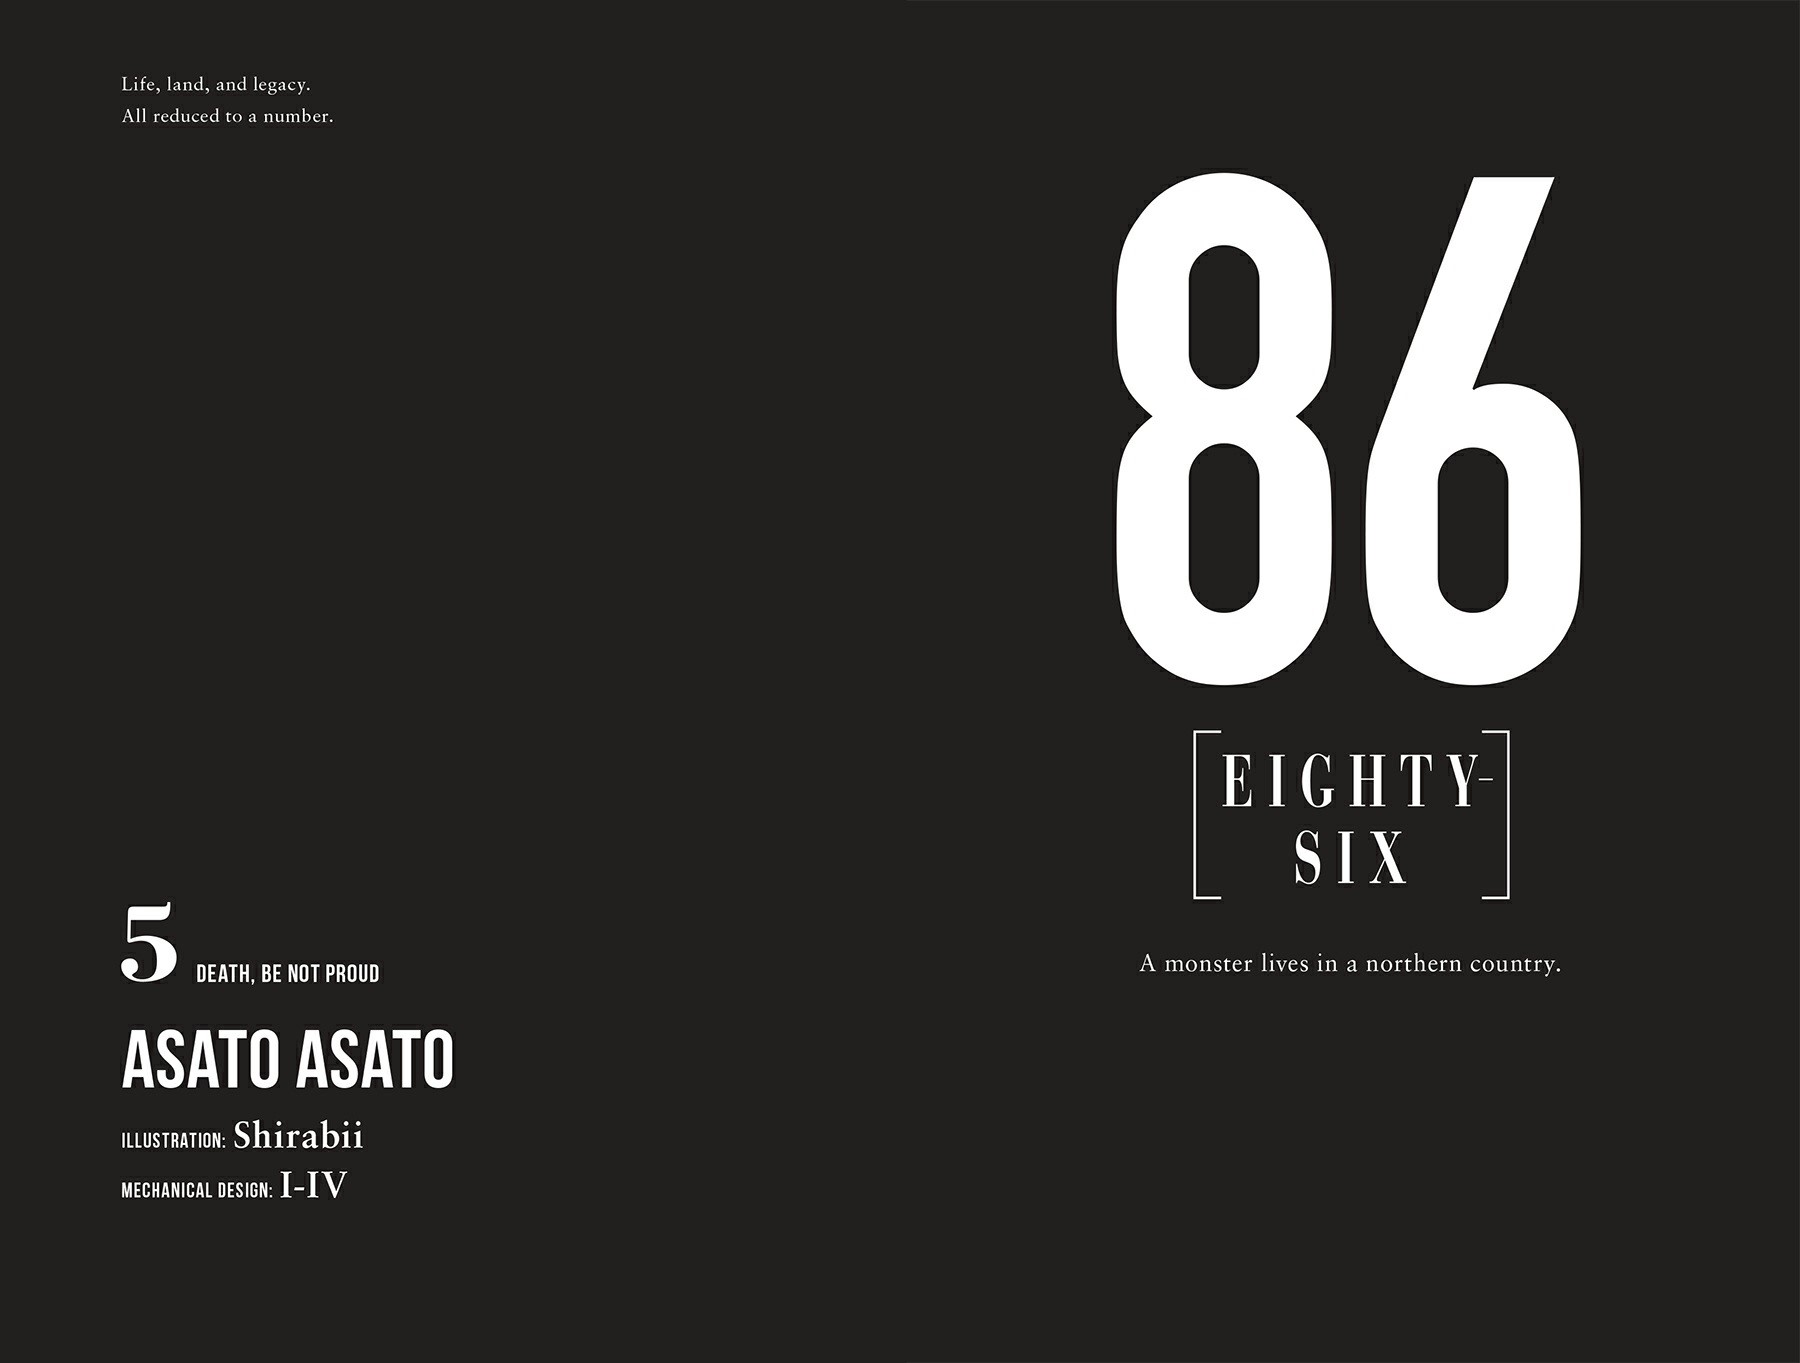 Life, land, and legacy.
All reduced to a number.
5 DEATH, BE NOT PROUD
ASATO ASATO
ILLUSTRATION: Shirabii
MECHANICAL DESIGN: I-IV
86
EIGHTY-
SIX
A monster lives in a northern country.